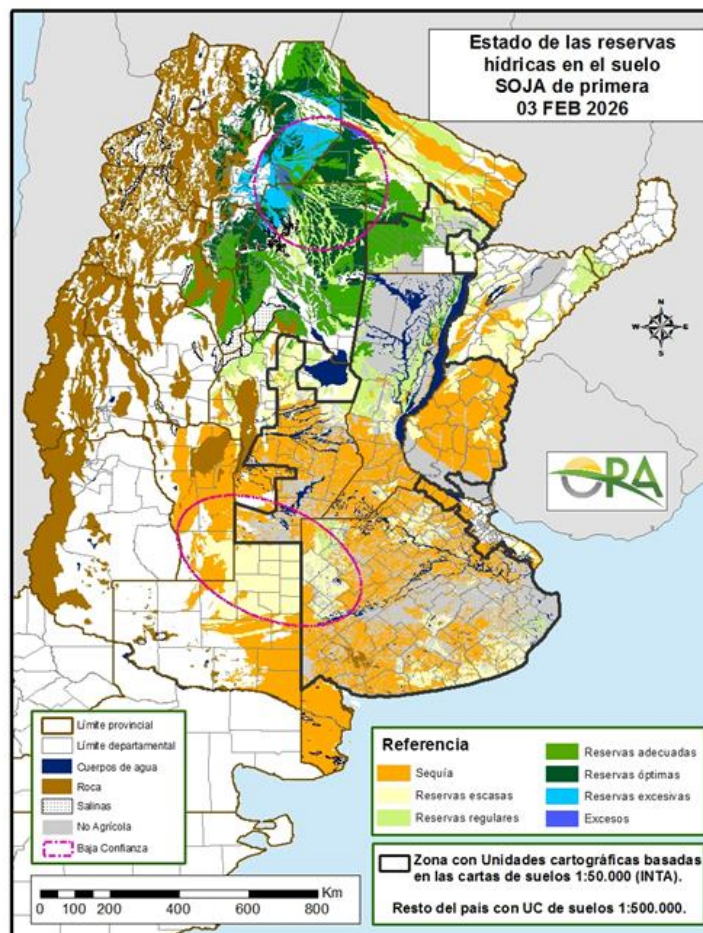 Estado de las reservas
hídricas en el suelo
SOJA de primera
03 FEB 2026
N
W
E
S
OPA
Límite provincial
Límite departamental
Cuerpos de agua
Roca
Salinas
No Agrícola
Baja Confianza
Referencia
Sequía
Reservas escasas
Reservas regulares
Reservas adecuadas
Reservas óptimas
Reservas excesivas
Excesos
Zona con Unidades cartográficas basadas
en las cartas de suelos 1:50.000 (INTA).
Resto del país con UC de suelos 1:500.000.
Km
0 100 200 400 600 800